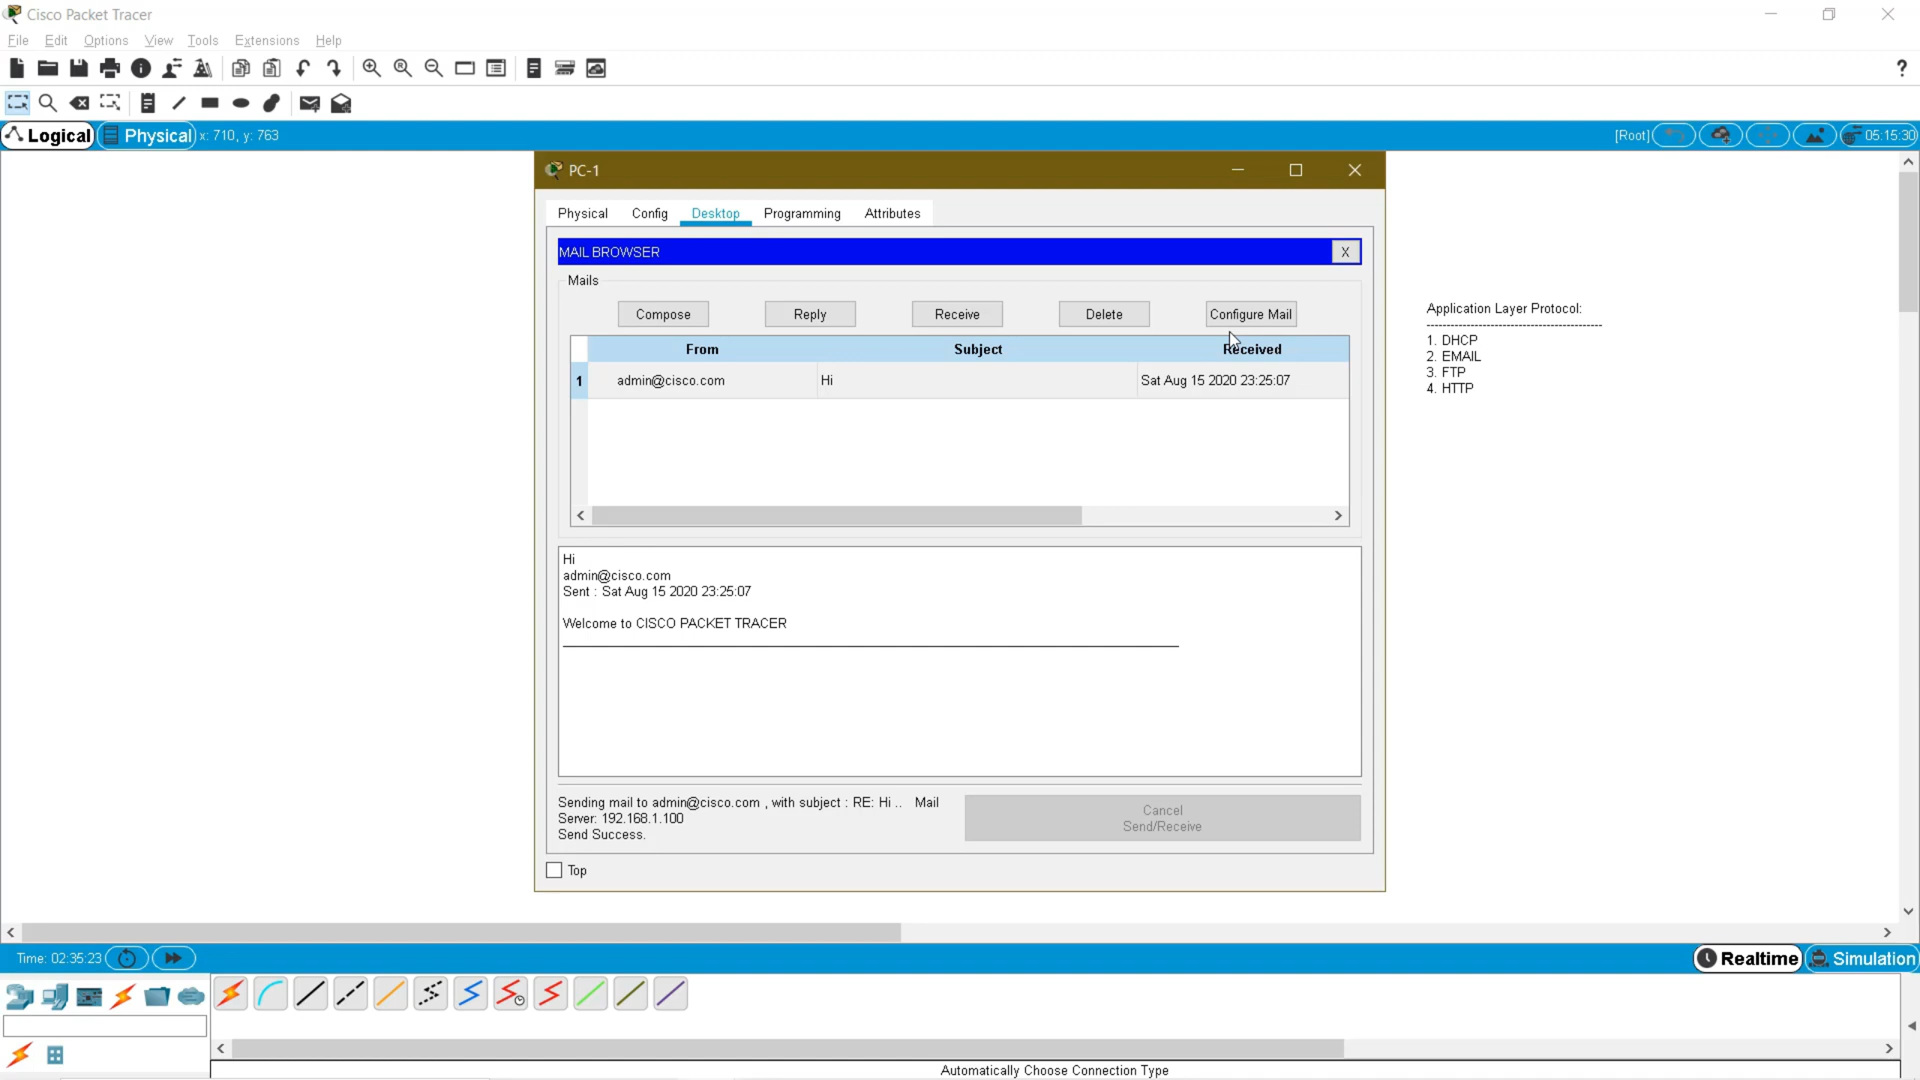 Cisco Packet Tracer
File Edit Options View Tools Extensions Help
?
Logical Physical x: 710, y: 763 [Root] 05:15:30
PC-1
Physical Config Desktop Programming Attributes
MAIL BROWSER X
Mails
Compose Reply Receive Delete Configure Mail
From Subject Received
1 admin@cisco.com Hi Sat Aug 15 2020 23:25:07
Hi
admin@cisco.com
Sent : Sat Aug 15 2020 23:25:07
Welcome to CISCO PACKET TRACER
Sending mail to admin@cisco.com , with subject : RE: Hi .. Mail
Server: 192.168.1.100
Send Success.
Cancel
Send/Receive
Top
Application Layer Protocol:
-------------------------------------------
1. DHCP
2. EMAIL
3. FTP
4. HTTP
Time: 02:35:23 Realtime Simulation
Automatically Choose Connection Type